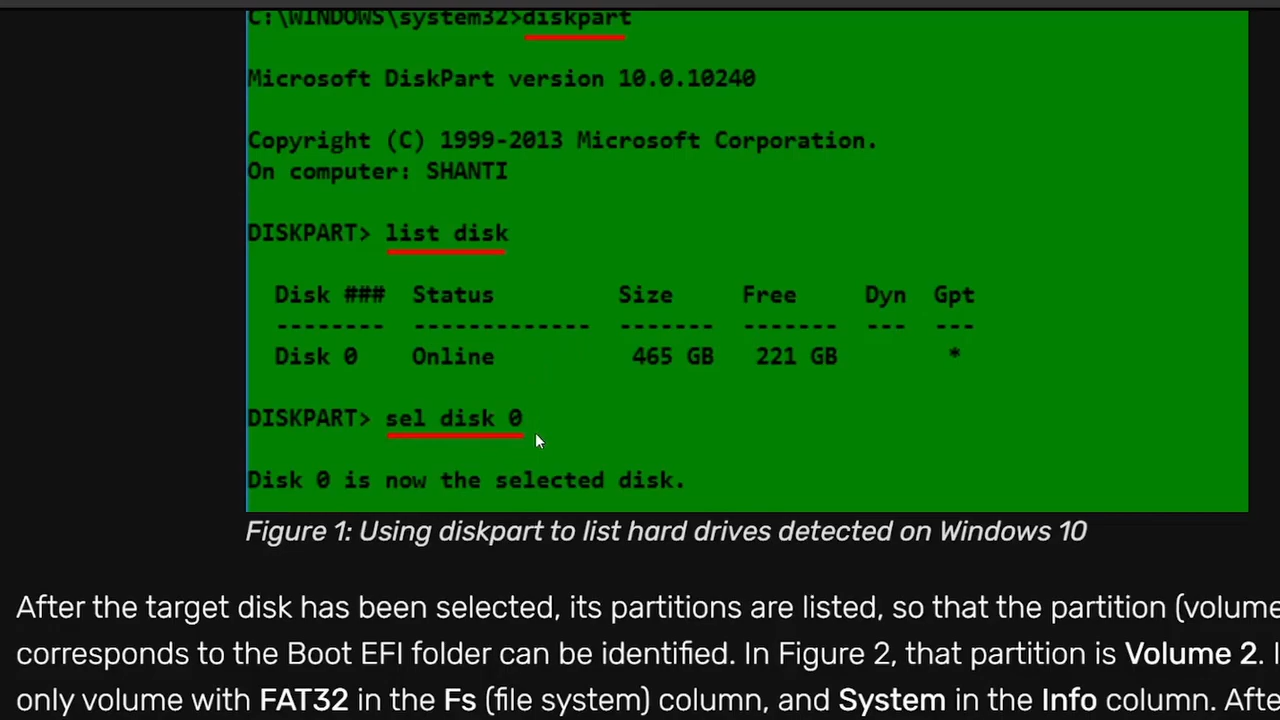 C:\WINDOWS\system32>diskpart
Microsoft DiskPart version 10.0.10240
Copyright (C) 1999-2013 Microsoft Corporation.
On computer: SHANTI
DISKPART> list disk
Disk ### Status Size Free Dyn Gpt
-------- ------------- ------- ------- --- ---
Disk 0 Online 465 GB 221 GB *
DISKPART> sel disk 0
Disk 0 is now the selected disk.
Figure 1: Using diskpart to list hard drives detected on Windows 10
After the target disk has been selected, its partitions are listed, so that the partition (volume
corresponds to the Boot EFI folder can be identified. In Figure 2, that partition is Volume 2.
only volume with FAT32 in the Fs (file system) column, and System in the Info column. Afte